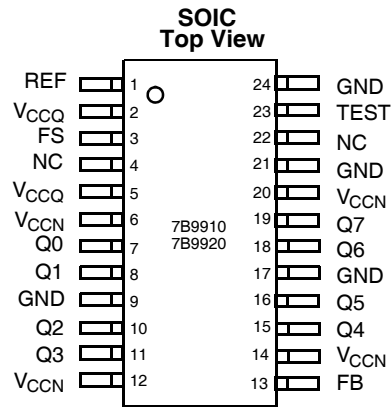 SOIC
Top View
REF 1 24 GND
VCCQ 2 23 TEST
FS 3 22 NC
NC 4 21 GND
VCCQ 5 20 VCCN
VCCN 6 19 Q7
7B9910
Q0 7 18 Q6
7B9920
Q1 8 17 GND
GND 9 16 Q5
Q2 10 15 Q4
Q3 11 14 VCCN
VCCN 12 13 FB